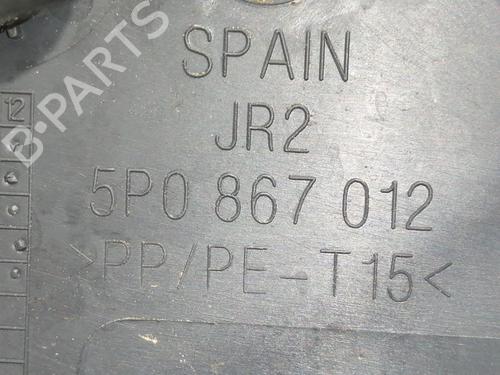 B-PARTS
SPAIN
12
JR2
5P0 867 012
>PP/PE-T15<